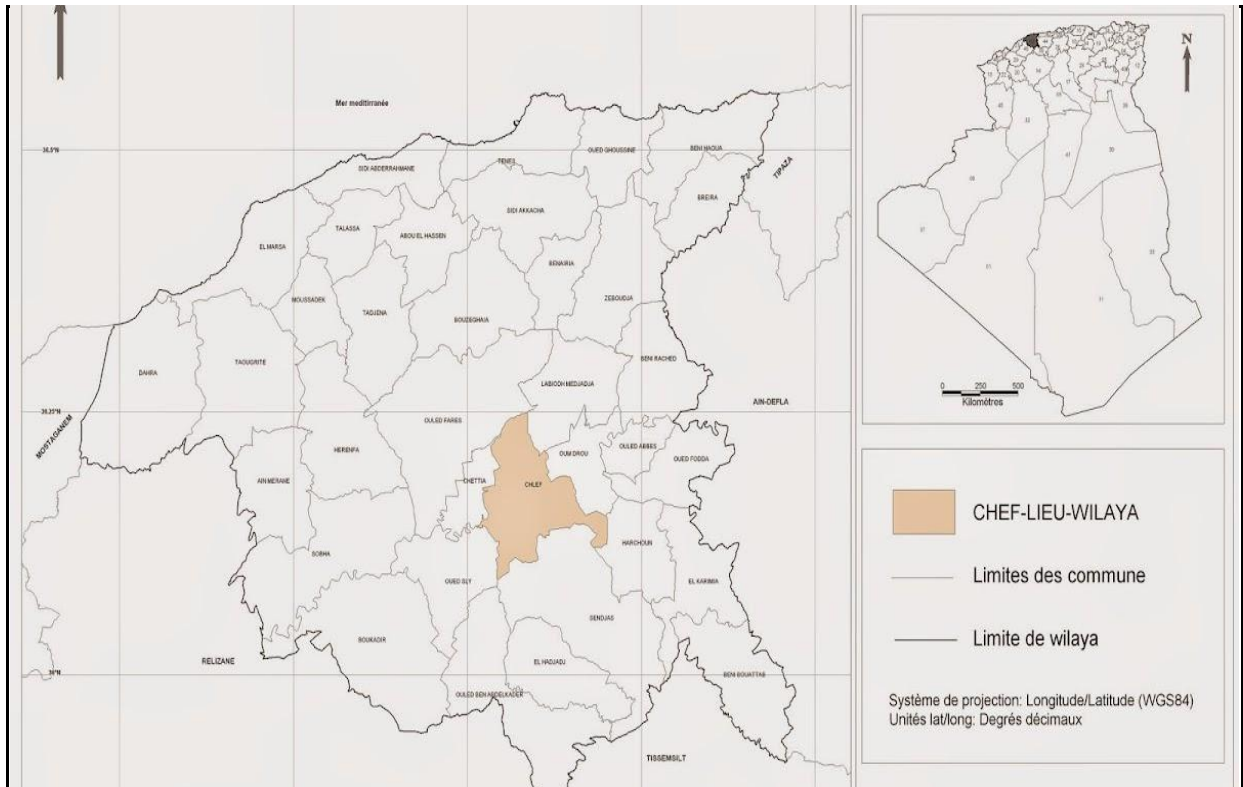 Mer meditirranée
36.5°N
SIDI ABDERRAHMANE
TENES
OUED GHOUSSINE
BENI HAOUA
TIPAZA
BREIRA
TALASSA
SIDI AKKACHA
ABOU EL HASSEN
EL MARSA
BENAIRIA
MOUSSADEK
TADJENA
BOUZEGHAIA
ZEBOUDJA
DAHRA
TAOUGRITE
BENI RACHED
LABIODH MEDJADJA
AIN-DEFLA
36.25°N
MOSTAGANEM
OULED FARES
HERENFA
OUM DROU
OULED ABBES
OUED FODDA
AIN MERANE
CHETTIA
CHLEF
SOBHA
HARCHOUN
OUED SLY
EL KARIMIA
SENDJAS
BOUKADIR
RELIZANE
EL HADJADJ
36°N
BENI BOUATTAB
OULED BEN ABDELKADER
TISSEMSILT
N
0 250 500
Kilomètres
CHEF-LIEU-WILAYA
Limites des commune
Limite de wilaya
Système de projection: Longitude/Latitude (WGS84)
Unités lat/long: Degrés décimaux